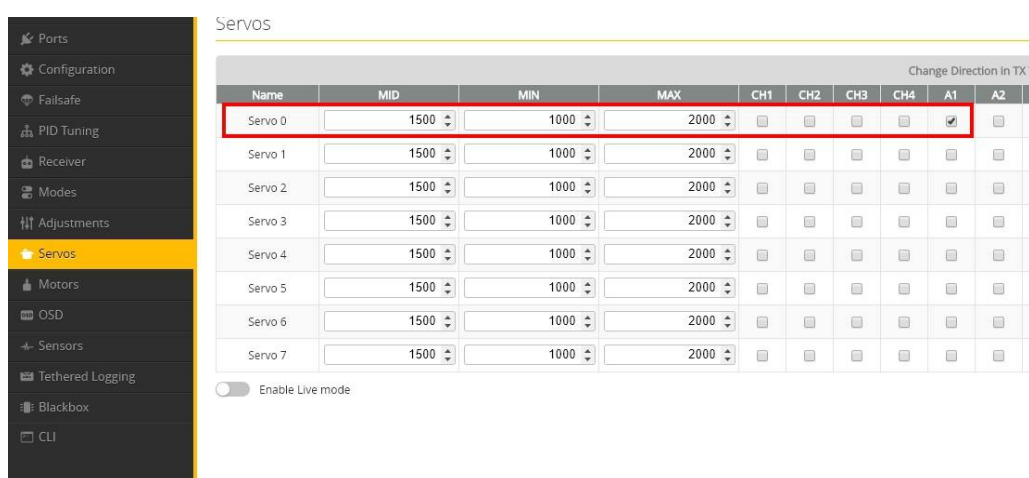 Servos
Ports
Configuration
Failsafe
PID Tuning
Receiver
Modes
Adjustments
Servos
Motors
OSD
Sensors
Tethered Logging
Blackbox
CLI
Change Direction in TX
Name MID MIN MAX CH1 CH2 CH3 CH4 A1 A2
Servo 0 1500 1000 2000
Servo 1 1500 1000 2000
Servo 2 1500 1000 2000
Servo 3 1500 1000 2000
Servo 4 1500 1000 2000
Servo 5 1500 1000 2000
Servo 6 1500 1000 2000
Servo 7 1500 1000 2000
Enable Live mode